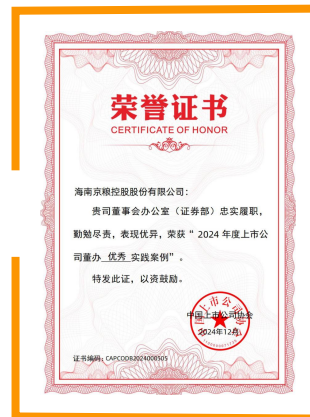 荣誉证书
CERTIFICATE OF HONOR
海南京粮控股股份有限公司：
贵司董事会办公室（证券部）忠实履职，
勤勉尽责，表现优异，荣获“2024年度上市公
司董办 优秀 实践案例”。
特发此证，以资鼓励。
中国上市公司协会
2024年12月
证书编码：CAPCODB2024000505